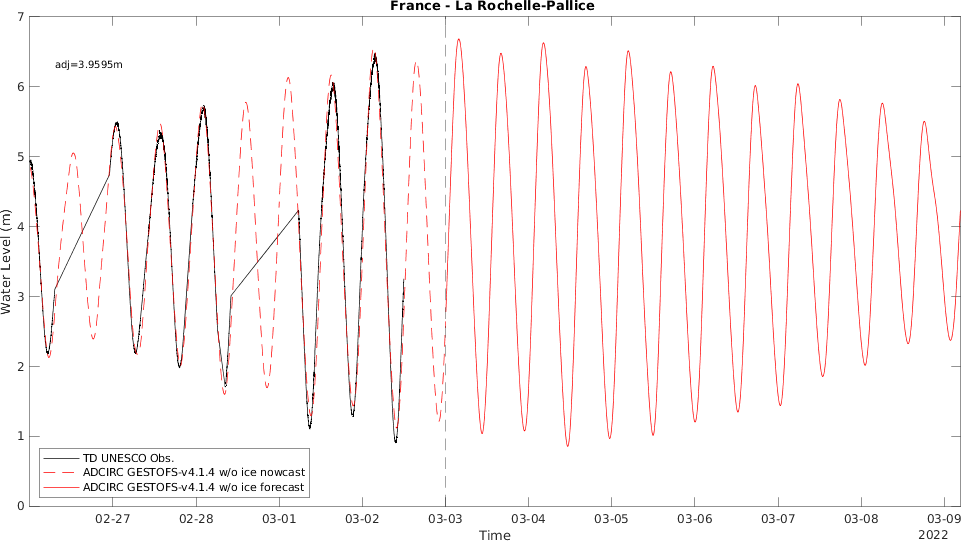 France - La Rochelle-Pallice
adj=3.9595m
7
6
5
4
3
2
1
0
Water Level (m)
TD UNESCO Obs.
ADCIRC GESTOFS-v4.1.4 w/o ice nowcast
ADCIRC GESTOFS-v4.1.4 w/o ice forecast
02-27 02-28 03-01 03-02 03-03 03-04 03-05 03-06 03-07 03-08 03-09
Time
2022